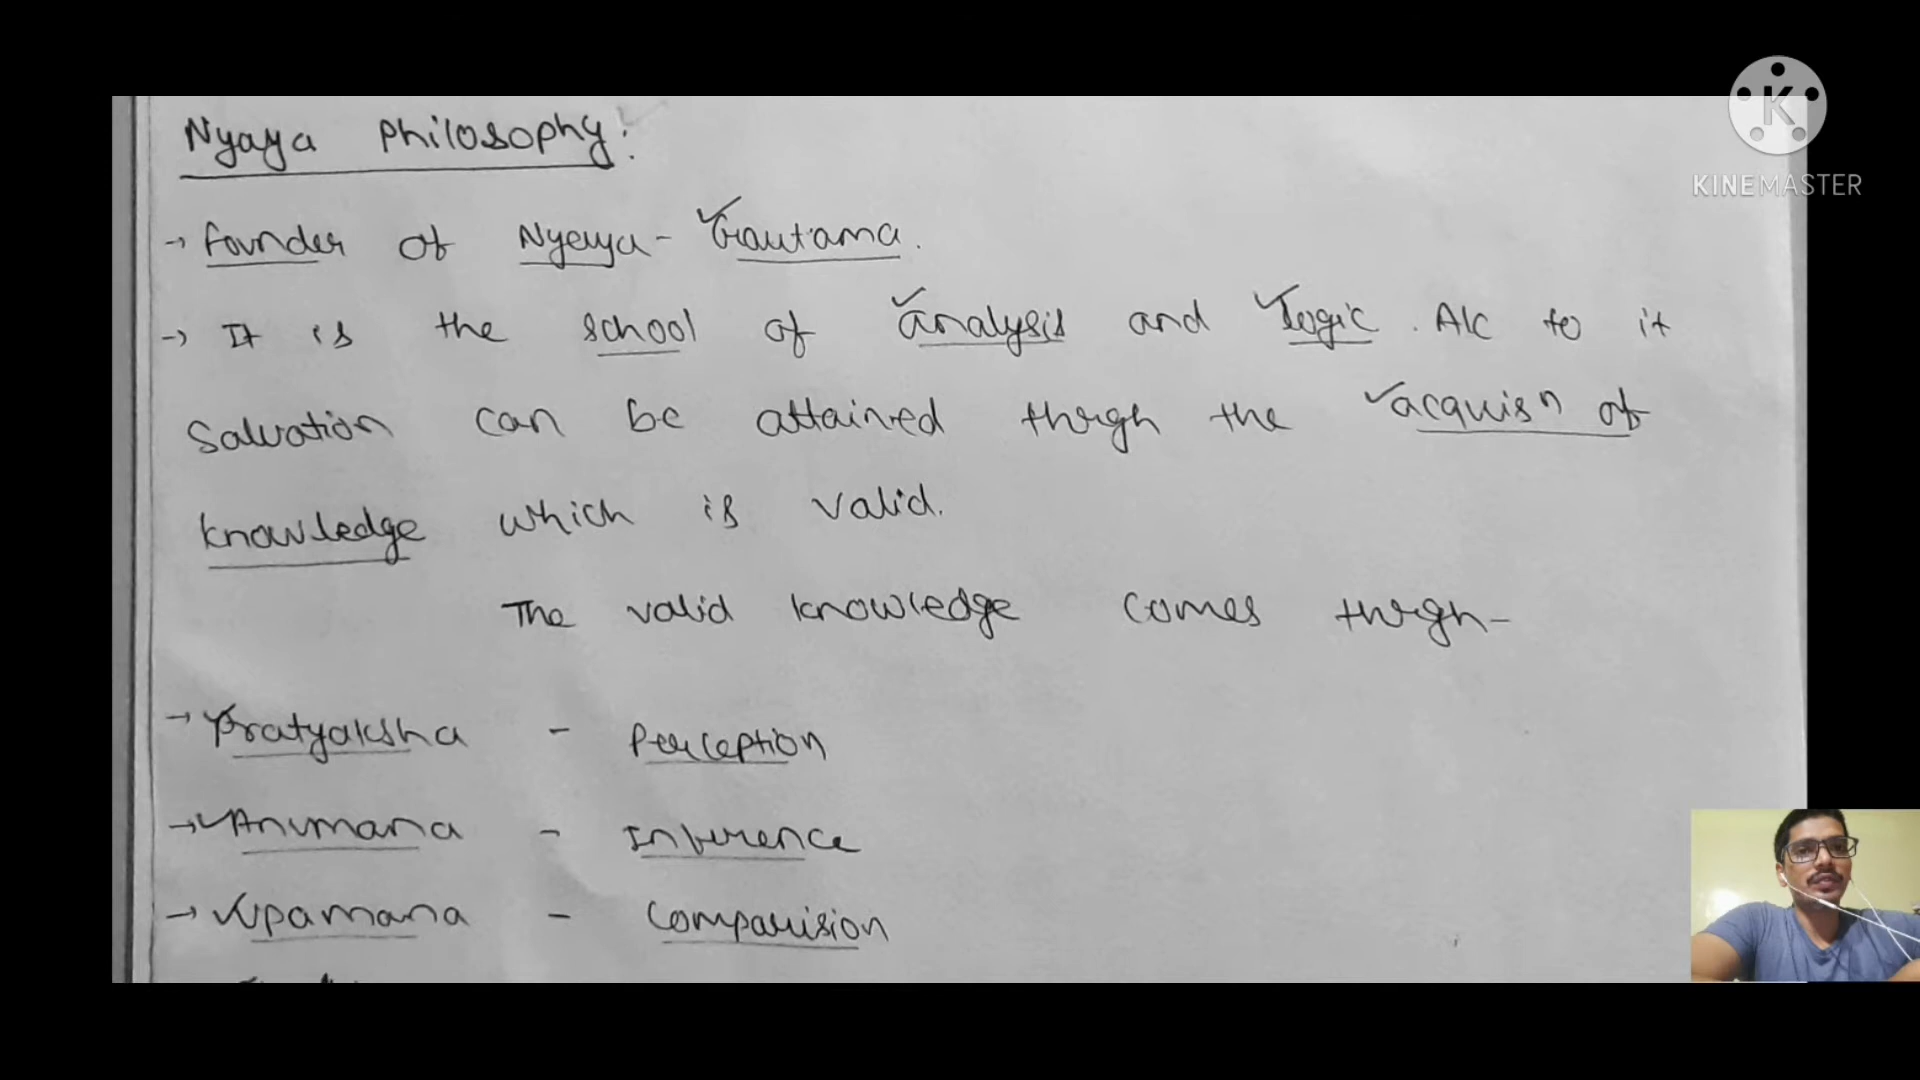 Nyaya Philosophy:
→ founder of Nyaya - Gautama.
→ It is the school of analysis and logic. A/c to it
Salvation can be attained thrgh the acquisn of
knowledge which is valid.
The valid knowledge comes thrgh-
→ Pratyaksha - Perception
→ Anumana - Inference
→ Upamana - Comparision
K
KINEMASTER